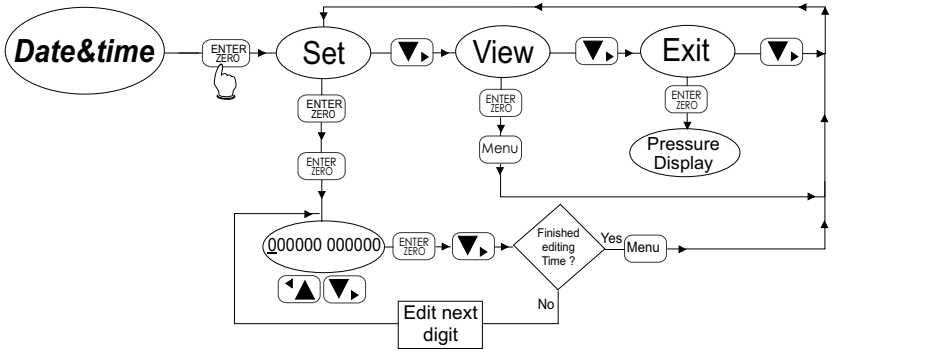 Date&time
ENTER
ZERO
Set
View
Exit
ENTER
ZERO
ENTER
ZERO
ENTER
ZERO
Menu
Pressure
Display
ENTER
ZERO
000000 000000
ENTER
ZERO
Finished
editing
Time ?
Yes
Menu
No
Edit next
digit